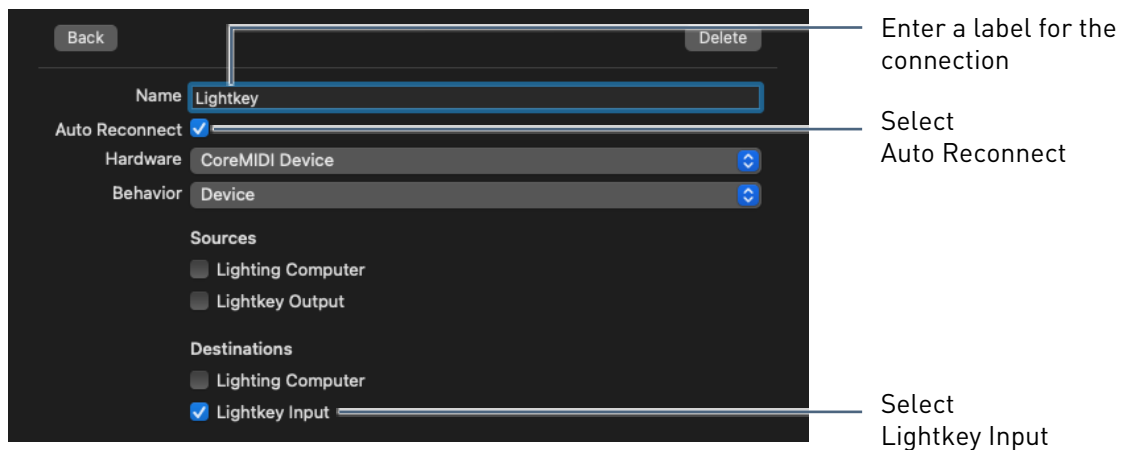 Back
Delete
Enter a label for the
connection
Name Lightkey
Auto Reconnect
Select
Auto Reconnect
Hardware CoreMIDI Device
Behavior Device
Sources
Lighting Computer
Lightkey Output
Destinations
Lighting Computer
Lightkey Input
Select
Lightkey Input